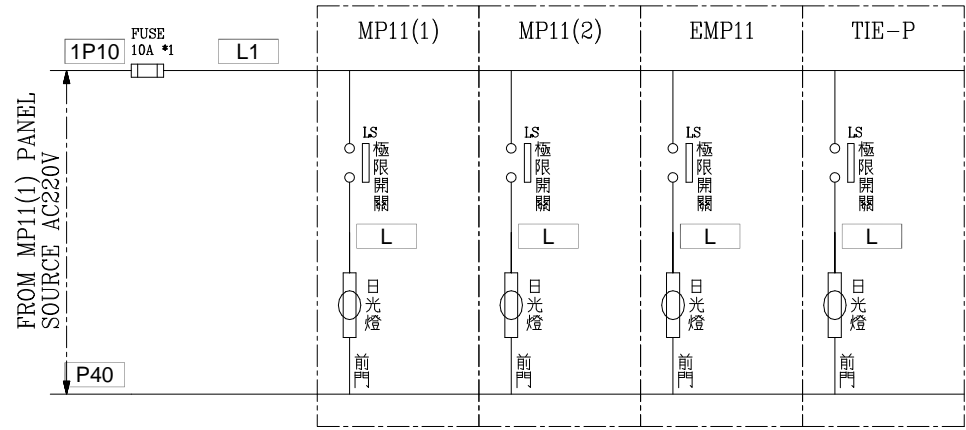 MP11(1)
MP11(2)
EMP11
TIE-P
FUSE
10A *1
1P10
L1
FROM MP11(1) PANEL
SOURCE AC220V
LS
極限開關
L
日光燈
前門
LS
極限開關
L
日光燈
前門
LS
極限開關
L
日光燈
前門
LS
極限開關
L
日光燈
前門
P40